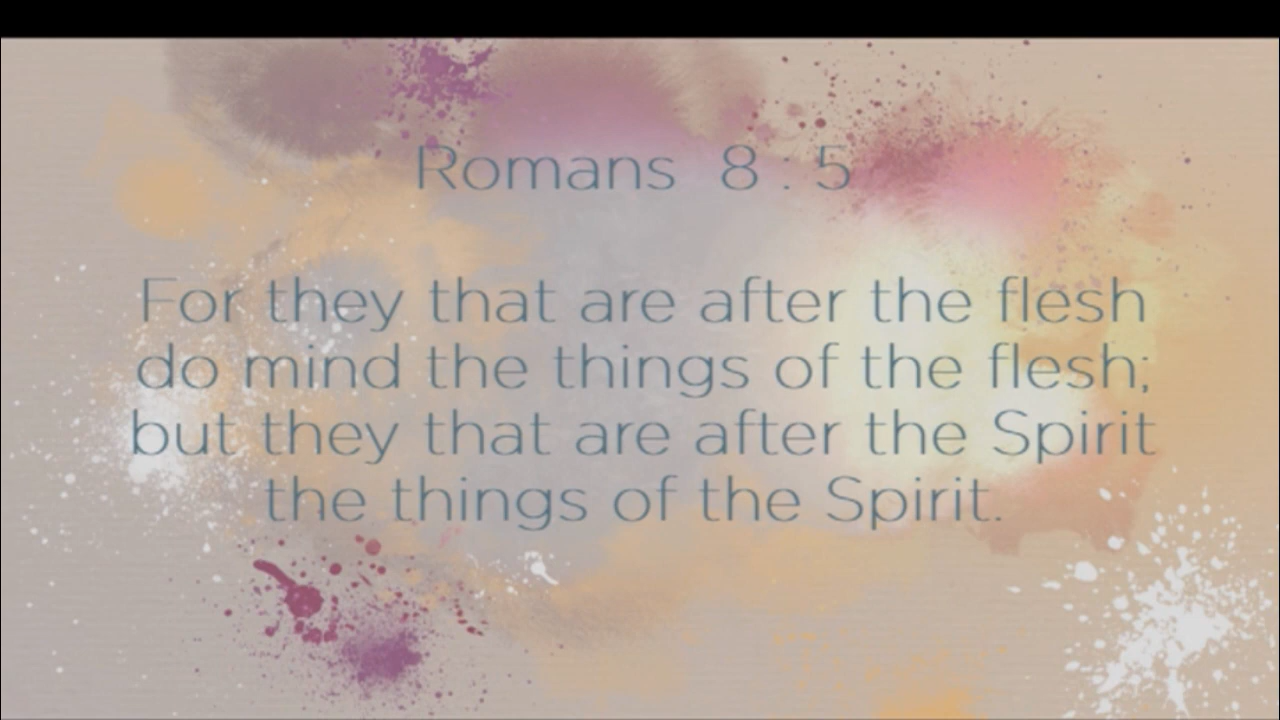 Romans 8 : 5
For they that are after the flesh
do mind the things of the flesh;
but they that are after the Spirit
the things of the Spirit.